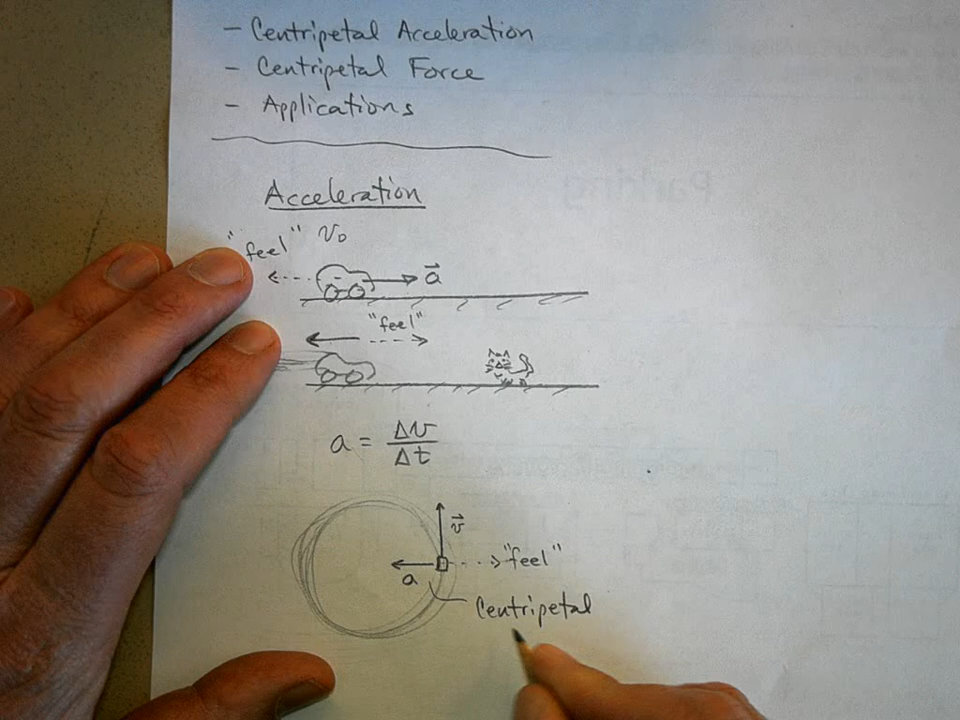 - Centripetal Acceleration
- Centripetal Force
- Applications
Acceleration
"feel" v₀
a⃗
"feel"
a = Δv/Δt
v⃗
"feel"
a
Centripetal